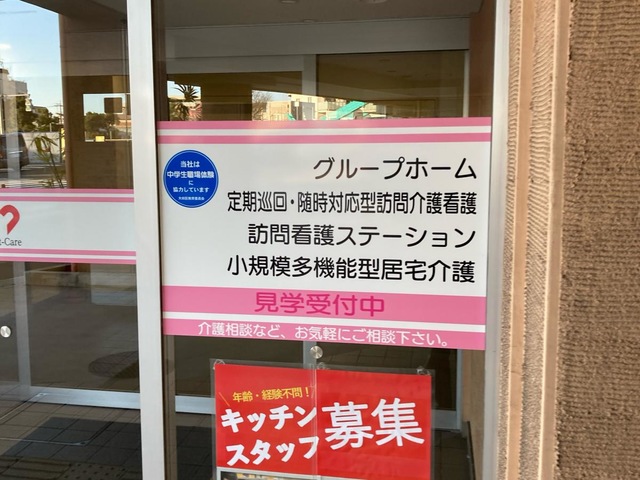 当社は
中学生職場体験
に
協力しています
グループホーム
定期巡回・随時対応型訪問介護看護
訪問看護ステーション
小規模多機能型居宅介護
見学受付中
介護相談など、お気軽にご相談下さい。
-Care
年齢・経験不問！
キッチン
スタッフ
募集